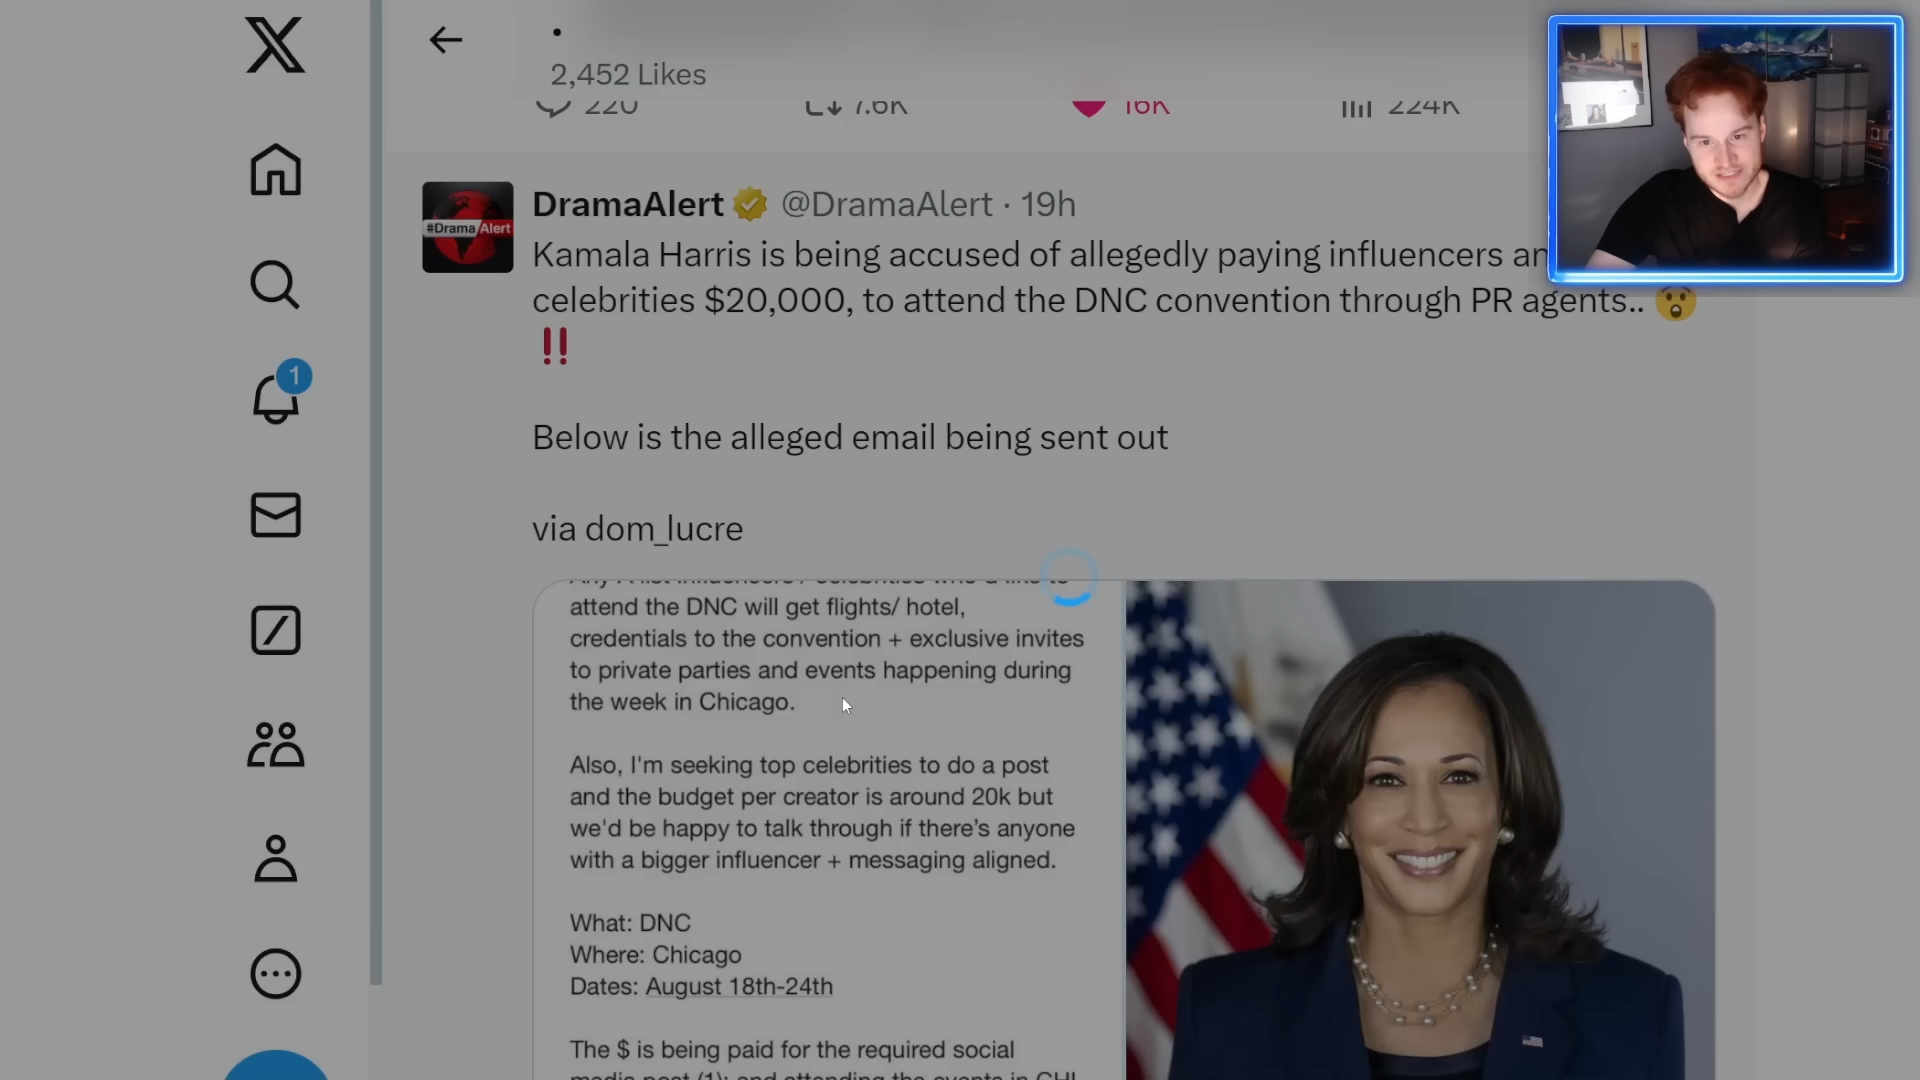 2,452 Likes
220 7.6K 16K 224K
#DramaAlert
DramaAlert @DramaAlert · 19h
Kamala Harris is being accused of allegedly paying influencers
celebrities $20,000, to attend the DNC convention through PR agents.. 😮
‼️
Below is the alleged email being sent out
via dom_lucre
attend the DNC will get flights/ hotel,
credentials to the convention + exclusive invites
to private parties and events happening during
the week in Chicago.
Also, I'm seeking top celebrities to do a post
and the budget per creator is around 20k but
we'd be happy to talk through if there's anyone
with a bigger influencer + messaging aligned.
What: DNC
Where: Chicago
Dates: August 18th-24th
The $ is being paid for the required social
1